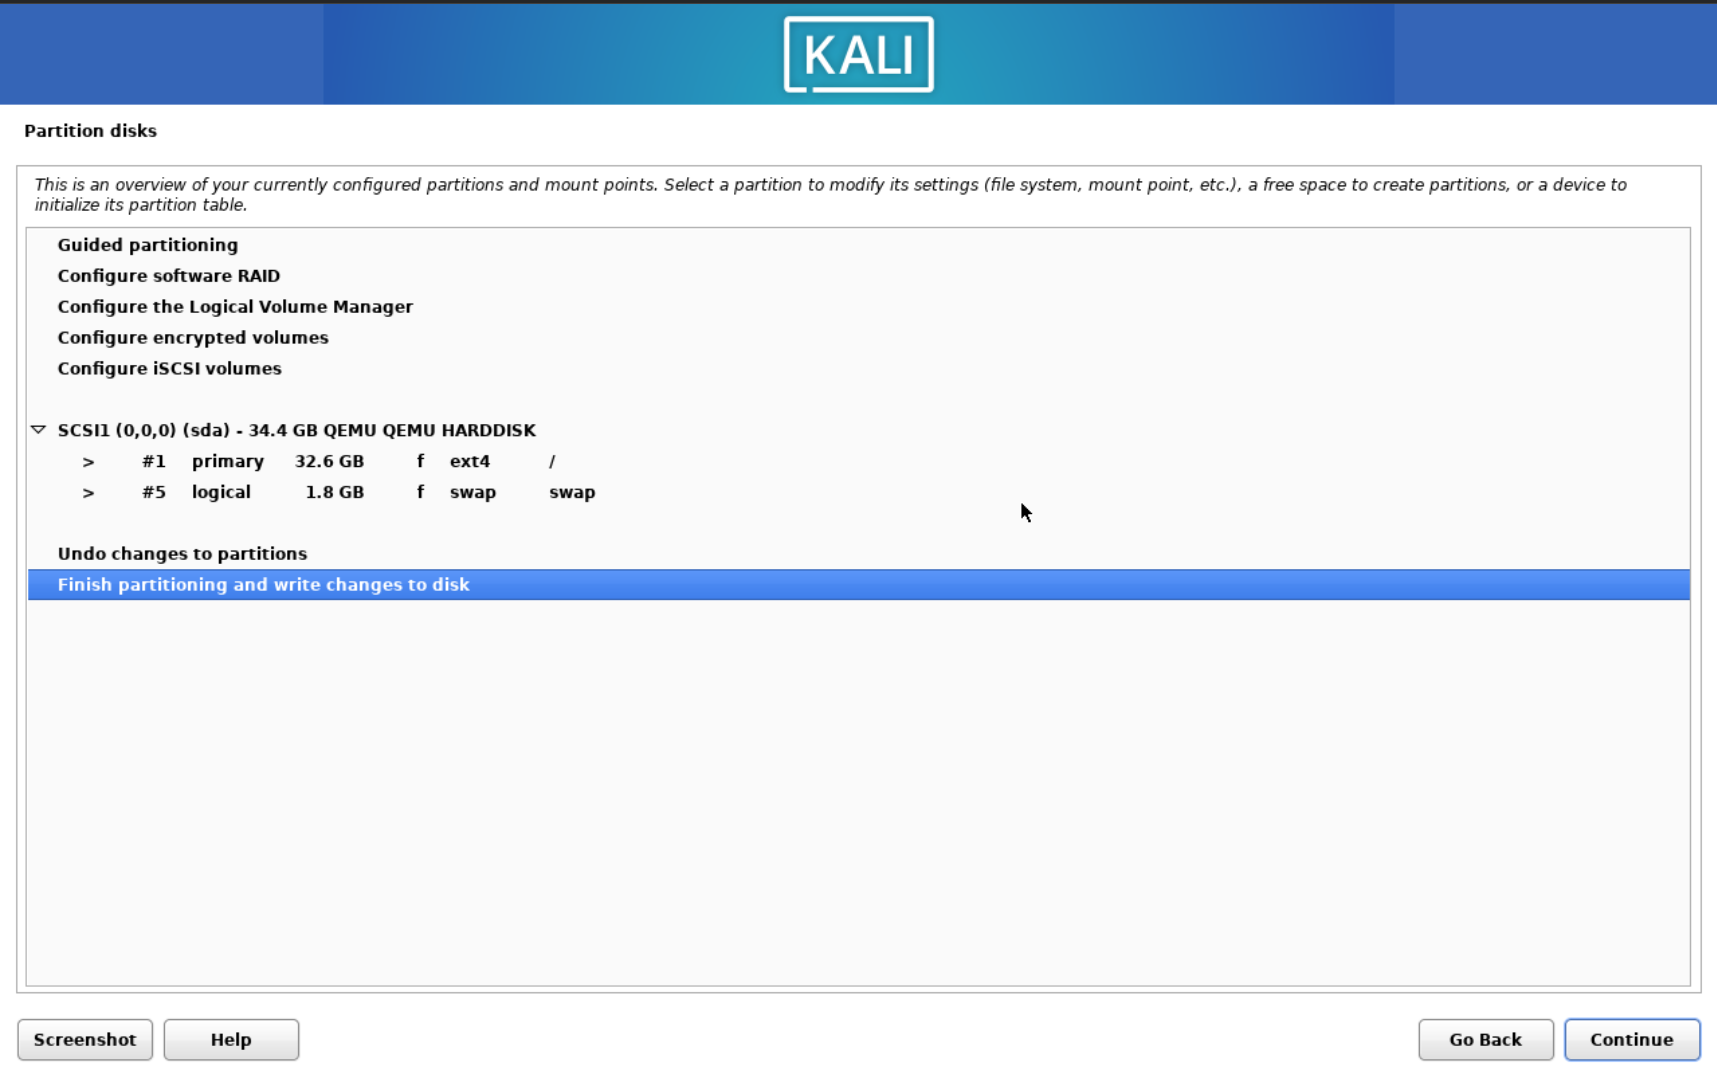 KALI
Partition disks
This is an overview of your currently configured partitions and mount points. Select a partition to modify its settings (file system, mount point, etc.), a free space to create partitions, or a device to
initialize its partition table.
Guided partitioning
Configure software RAID
Configure the Logical Volume Manager
Configure encrypted volumes
Configure iSCSI volumes
SCSI1 (0,0,0) (sda) - 34.4 GB QEMU QEMU HARDDISK
> #1 primary 32.6 GB f ext4 /
> #5 logical 1.8 GB f swap swap
Undo changes to partitions
Finish partitioning and write changes to disk
Screenshot Help Go Back Continue